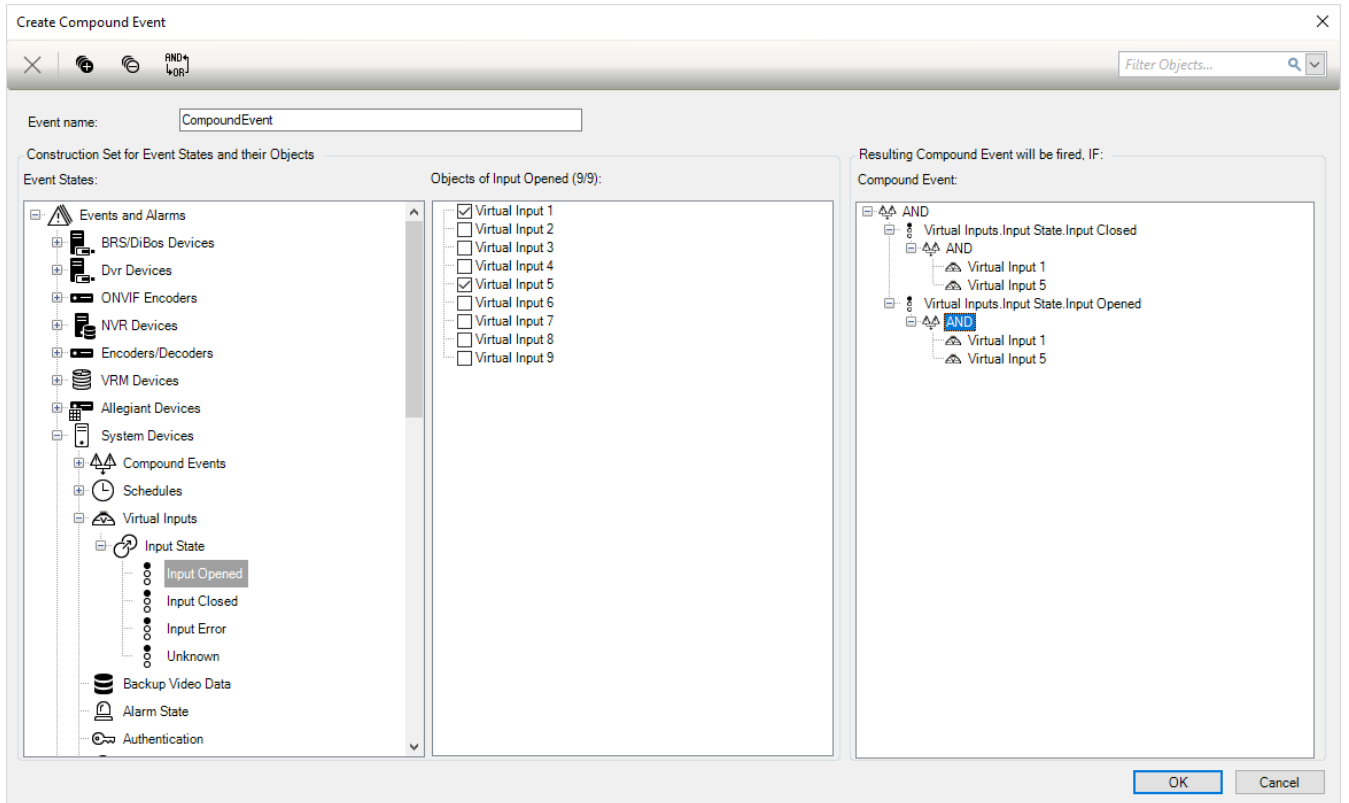 Create Compound Event
AND
OR
Filter Objects...
Event name:
CompoundEvent
Construction Set for Event States and their Objects
Event States:
Events and Alarms
BRS/DiBos Devices
Dvr Devices
ONVIF Encoders
NVR Devices
Encoders/Decoders
VRM Devices
Allegiant Devices
System Devices
Compound Events
Schedules
Virtual Inputs
Input State
Input Opened
Input Closed
Input Error
Unknown
Backup Video Data
Alarm State
Authentication
Objects of Input Opened (9/9):
Virtual Input 1
Virtual Input 2
Virtual Input 3
Virtual Input 4
Virtual Input 5
Virtual Input 6
Virtual Input 7
Virtual Input 8
Virtual Input 9
Resulting Compound Event will be fired, IF:
Compound Event:
AND
Virtual Inputs.Input State.Input Closed
AND
Virtual Input 1
Virtual Input 5
Virtual Inputs.Input State.Input Opened
AND
Virtual Input 1
Virtual Input 5
OK
Cancel